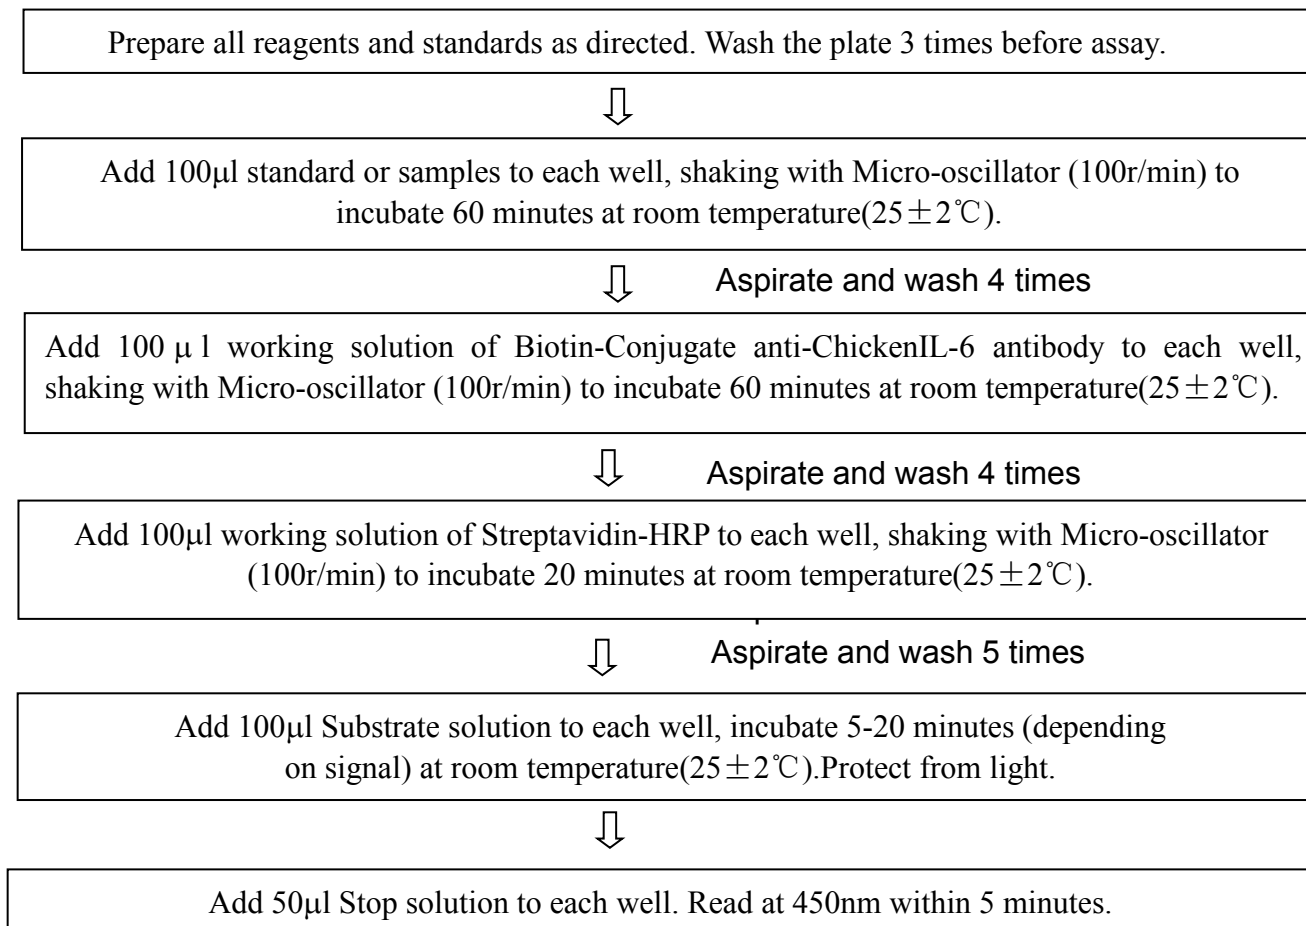 Prepare all reagents and standards as directed. Wash the plate 3 times before assay.
Add 100μl standard or samples to each well, shaking with Micro-oscillator (100r/min) to
incubate 60 minutes at room temperature(25±2℃).
Aspirate and wash 4 times
Add 100 μ l working solution of Biotin-Conjugate anti-ChickenIL-6 antibody to each well,
shaking with Micro-oscillator (100r/min) to incubate 60 minutes at room temperature(25±2℃).
Aspirate and wash 4 times
Add 100μl working solution of Streptavidin-HRP to each well, shaking with Micro-oscillator
(100r/min) to incubate 20 minutes at room temperature(25±2℃).
Aspirate and wash 5 times
Add 100μl Substrate solution to each well, incubate 5-20 minutes (depending
on signal) at room temperature(25±2℃).Protect from light.
Add 50μl Stop solution to each well. Read at 450nm within 5 minutes.